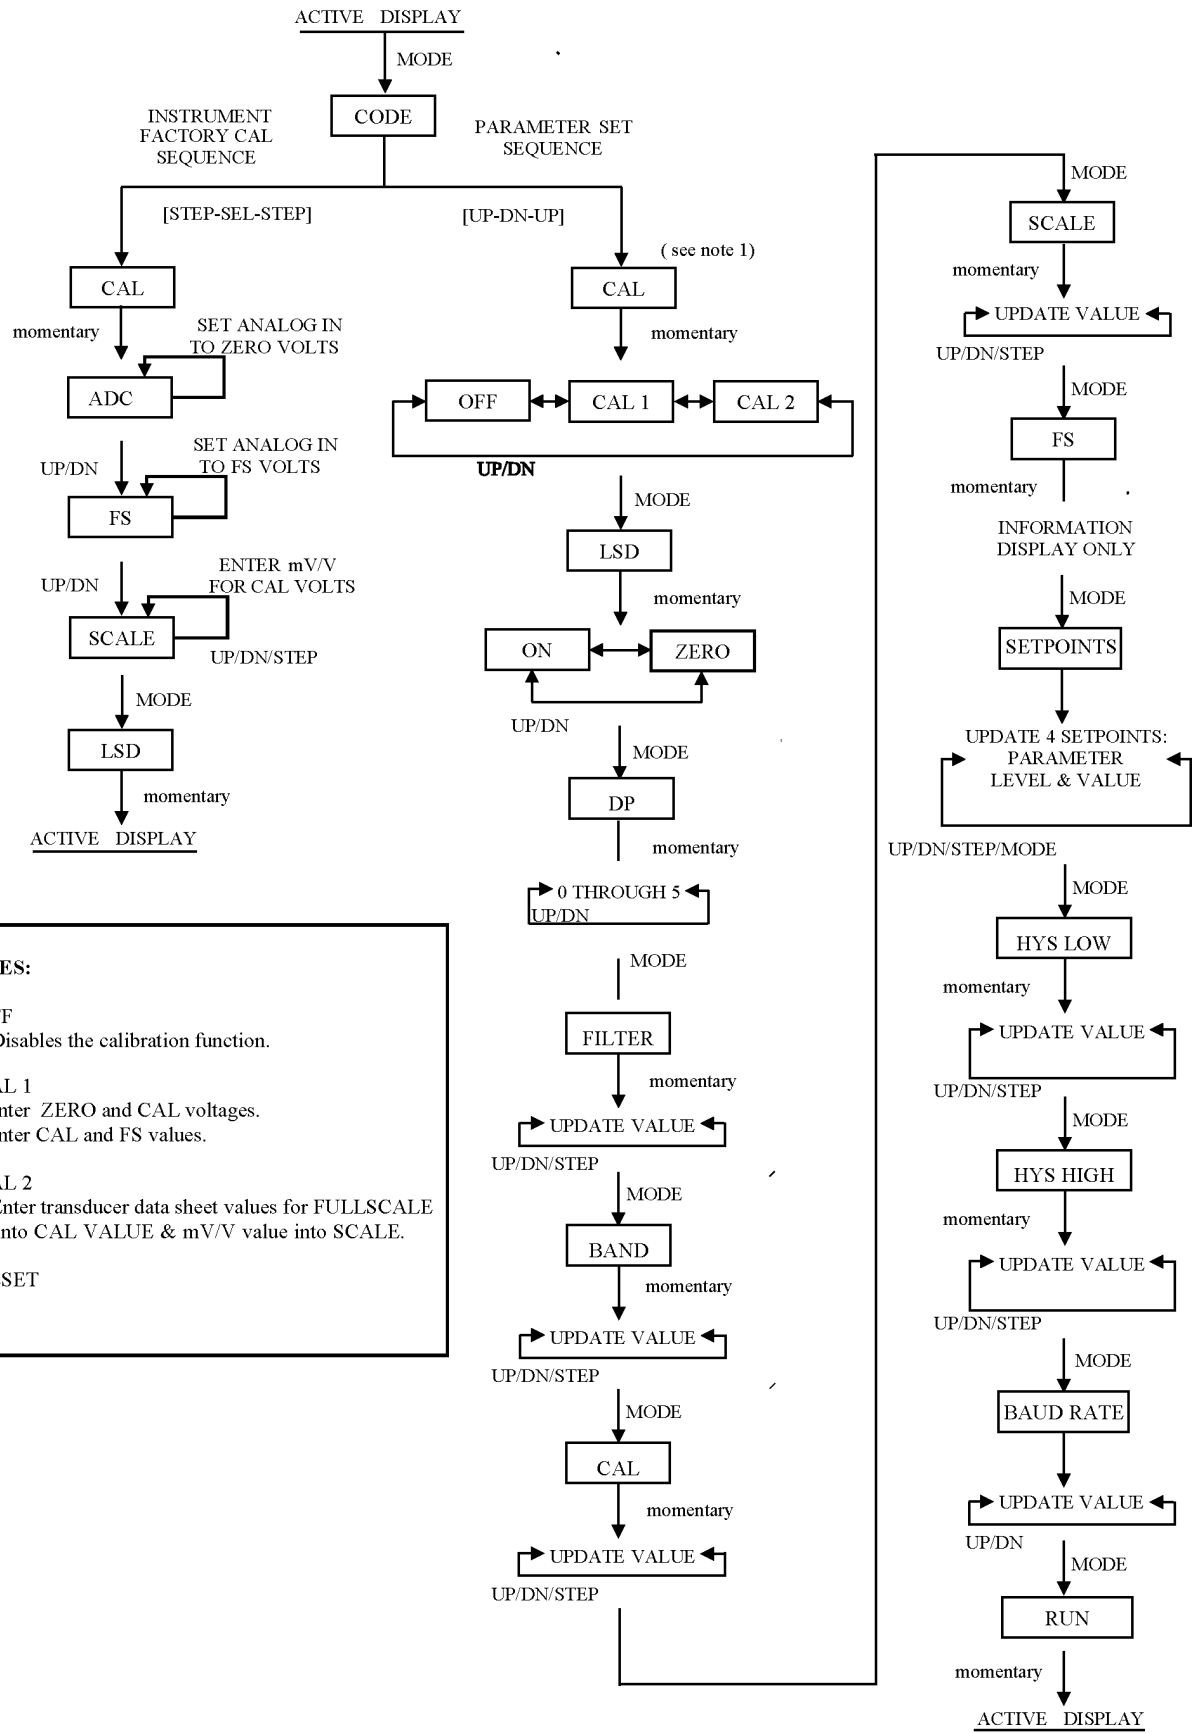 ACTIVE DISPLAY
MODE
CODE
INSTRUMENT
FACTORY CAL
SEQUENCE
PARAMETER SET
SEQUENCE
[STEP-SEL-STEP]
[UP-DN-UP]
CAL
momentary
SET ANALOG IN
TO ZERO VOLTS
ADC
UP/DN
SET ANALOG IN
TO FS VOLTS
FS
UP/DN
ENTER mV/V
FOR CAL VOLTS
SCALE
UP/DN/STEP
MODE
LSD
momentary
ACTIVE DISPLAY
( see note 1)
CAL
momentary
OFF
CAL 1
CAL 2
UP/DN
MODE
LSD
momentary
ON
ZERO
UP/DN
MODE
DP
momentary
0 THROUGH 5
UP/DN
MODE
FILTER
momentary
UPDATE VALUE
UP/DN/STEP
MODE
BAND
momentary
UPDATE VALUE
UP/DN/STEP
MODE
CAL
momentary
UPDATE VALUE
UP/DN/STEP
MODE
SCALE
momentary
UPDATE VALUE
UP/DN/STEP
MODE
FS
momentary
INFORMATION
DISPLAY ONLY
MODE
SETPOINTS
UPDATE 4 SETPOINTS:
PARAMETER
LEVEL & VALUE
UP/DN/STEP/MODE
MODE
HYS LOW
momentary
UPDATE VALUE
UP/DN/STEP
MODE
HYS HIGH
momentary
UPDATE VALUE
UP/DN/STEP
MODE
BAUD RATE
UPDATE VALUE
UP/DN
MODE
RUN
momentary
ACTIVE DISPLAY
ES:
F
Disables the calibration function.
AL 1
nter ZERO and CAL voltages.
nter CAL and FS values.
AL 2
Enter transducer data sheet values for FULLSCALE
into CAL VALUE & mV/V value into SCALE.
SET